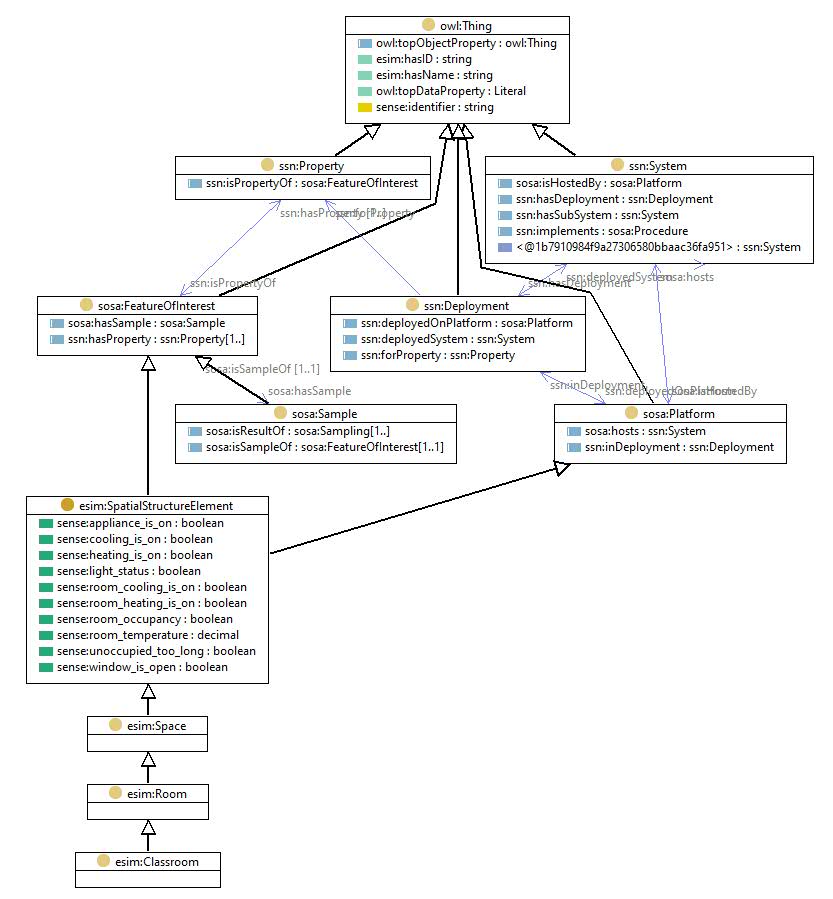 owl:Thing
owl:topObjectProperty : owl:Thing
esim:hasID : string
esim:hasName : string
owl:topDataProperty : Literal
sense:identifier : string
ssn:Property
ssn:isPropertyOf : sosa:FeatureOfInterest
ssn:System
sosa:isHostedBy : sosa:Platform
ssn:hasDeployment : ssn:Deployment
ssn:hasSubSystem : ssn:System
ssn:implements : sosa:Procedure
<@1b7910984f9a27306580bbaac36fa951> : ssn:System
ssn:hasProperty [1..]
ssn:forProperty
ssn:isPropertyOf
ssn:hasDeployment
ssn:deployedSystem
sosa:hosts
sosa:FeatureOfInterest
sosa:hasSample : sosa:Sample
ssn:hasProperty : ssn:Property[1..]
ssn:Deployment
ssn:deployedOnPlatform : sosa:Platform
ssn:deployedSystem : ssn:System
ssn:forProperty : ssn:Property
sosa:isSampleOf [1..1]
sosa:hasSample
ssn:inDeployment
ssn:deployedOnPlatform
sosa:isHostedBy
sosa:Sample
sosa:isResultOf : sosa:Sampling[1..]
sosa:isSampleOf : sosa:FeatureOfInterest[1..1]
sosa:Platform
sosa:hosts : ssn:System
ssn:inDeployment : ssn:Deployment
esim:SpatialStructureElement
sense:appliance_is_on : boolean
sense:cooling_is_on : boolean
sense:heating_is_on : boolean
sense:light_status : boolean
sense:room_cooling_is_on : boolean
sense:room_heating_is_on : boolean
sense:room_occupancy : boolean
sense:room_temperature : decimal
sense:unoccupied_too_long : boolean
sense:window_is_open : boolean
esim:Space
esim:Room
esim:Classroom